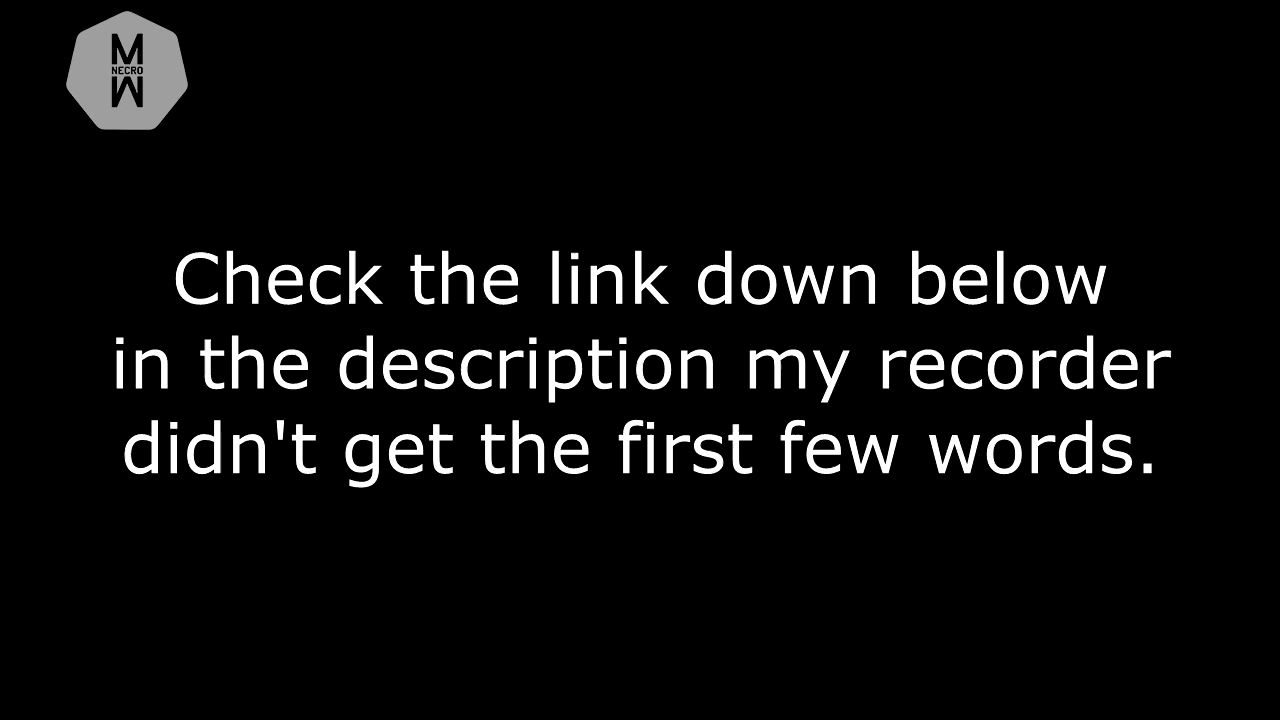 M
NECRO
M
Check the link down below
in the description my recorder
didn't get the first few words.